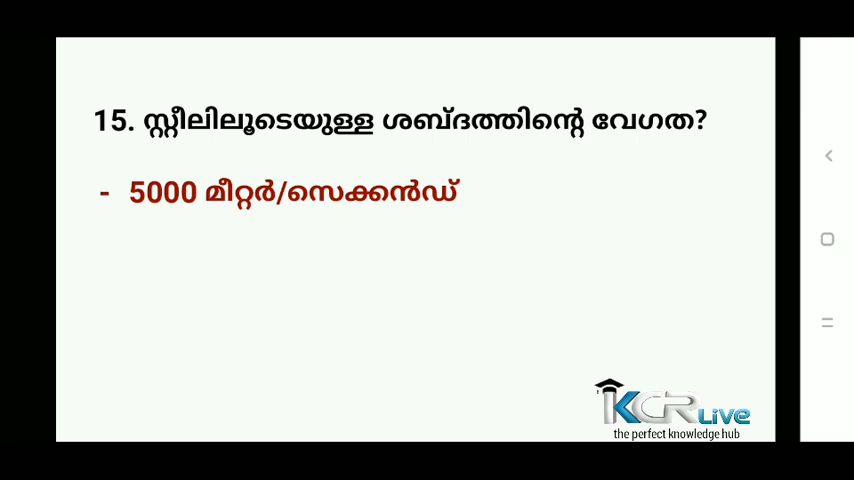 15. സ്റ്റീലിലൂടെയുള്ള ശബ്ദത്തിന്റെ വേഗത?
- 5000 മീറ്റർ/സെക്കൻഡ്
KCR LIVE
the perfect knowledge hub